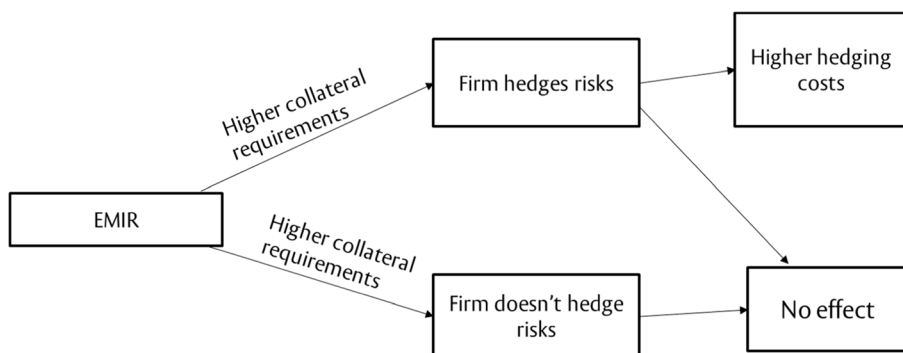 Higher hedging
costs
Firm hedges risks
Higher collateral
requirements
EMIR
Higher collateral
requirements
Firm doesn't hedge
risks
No effect